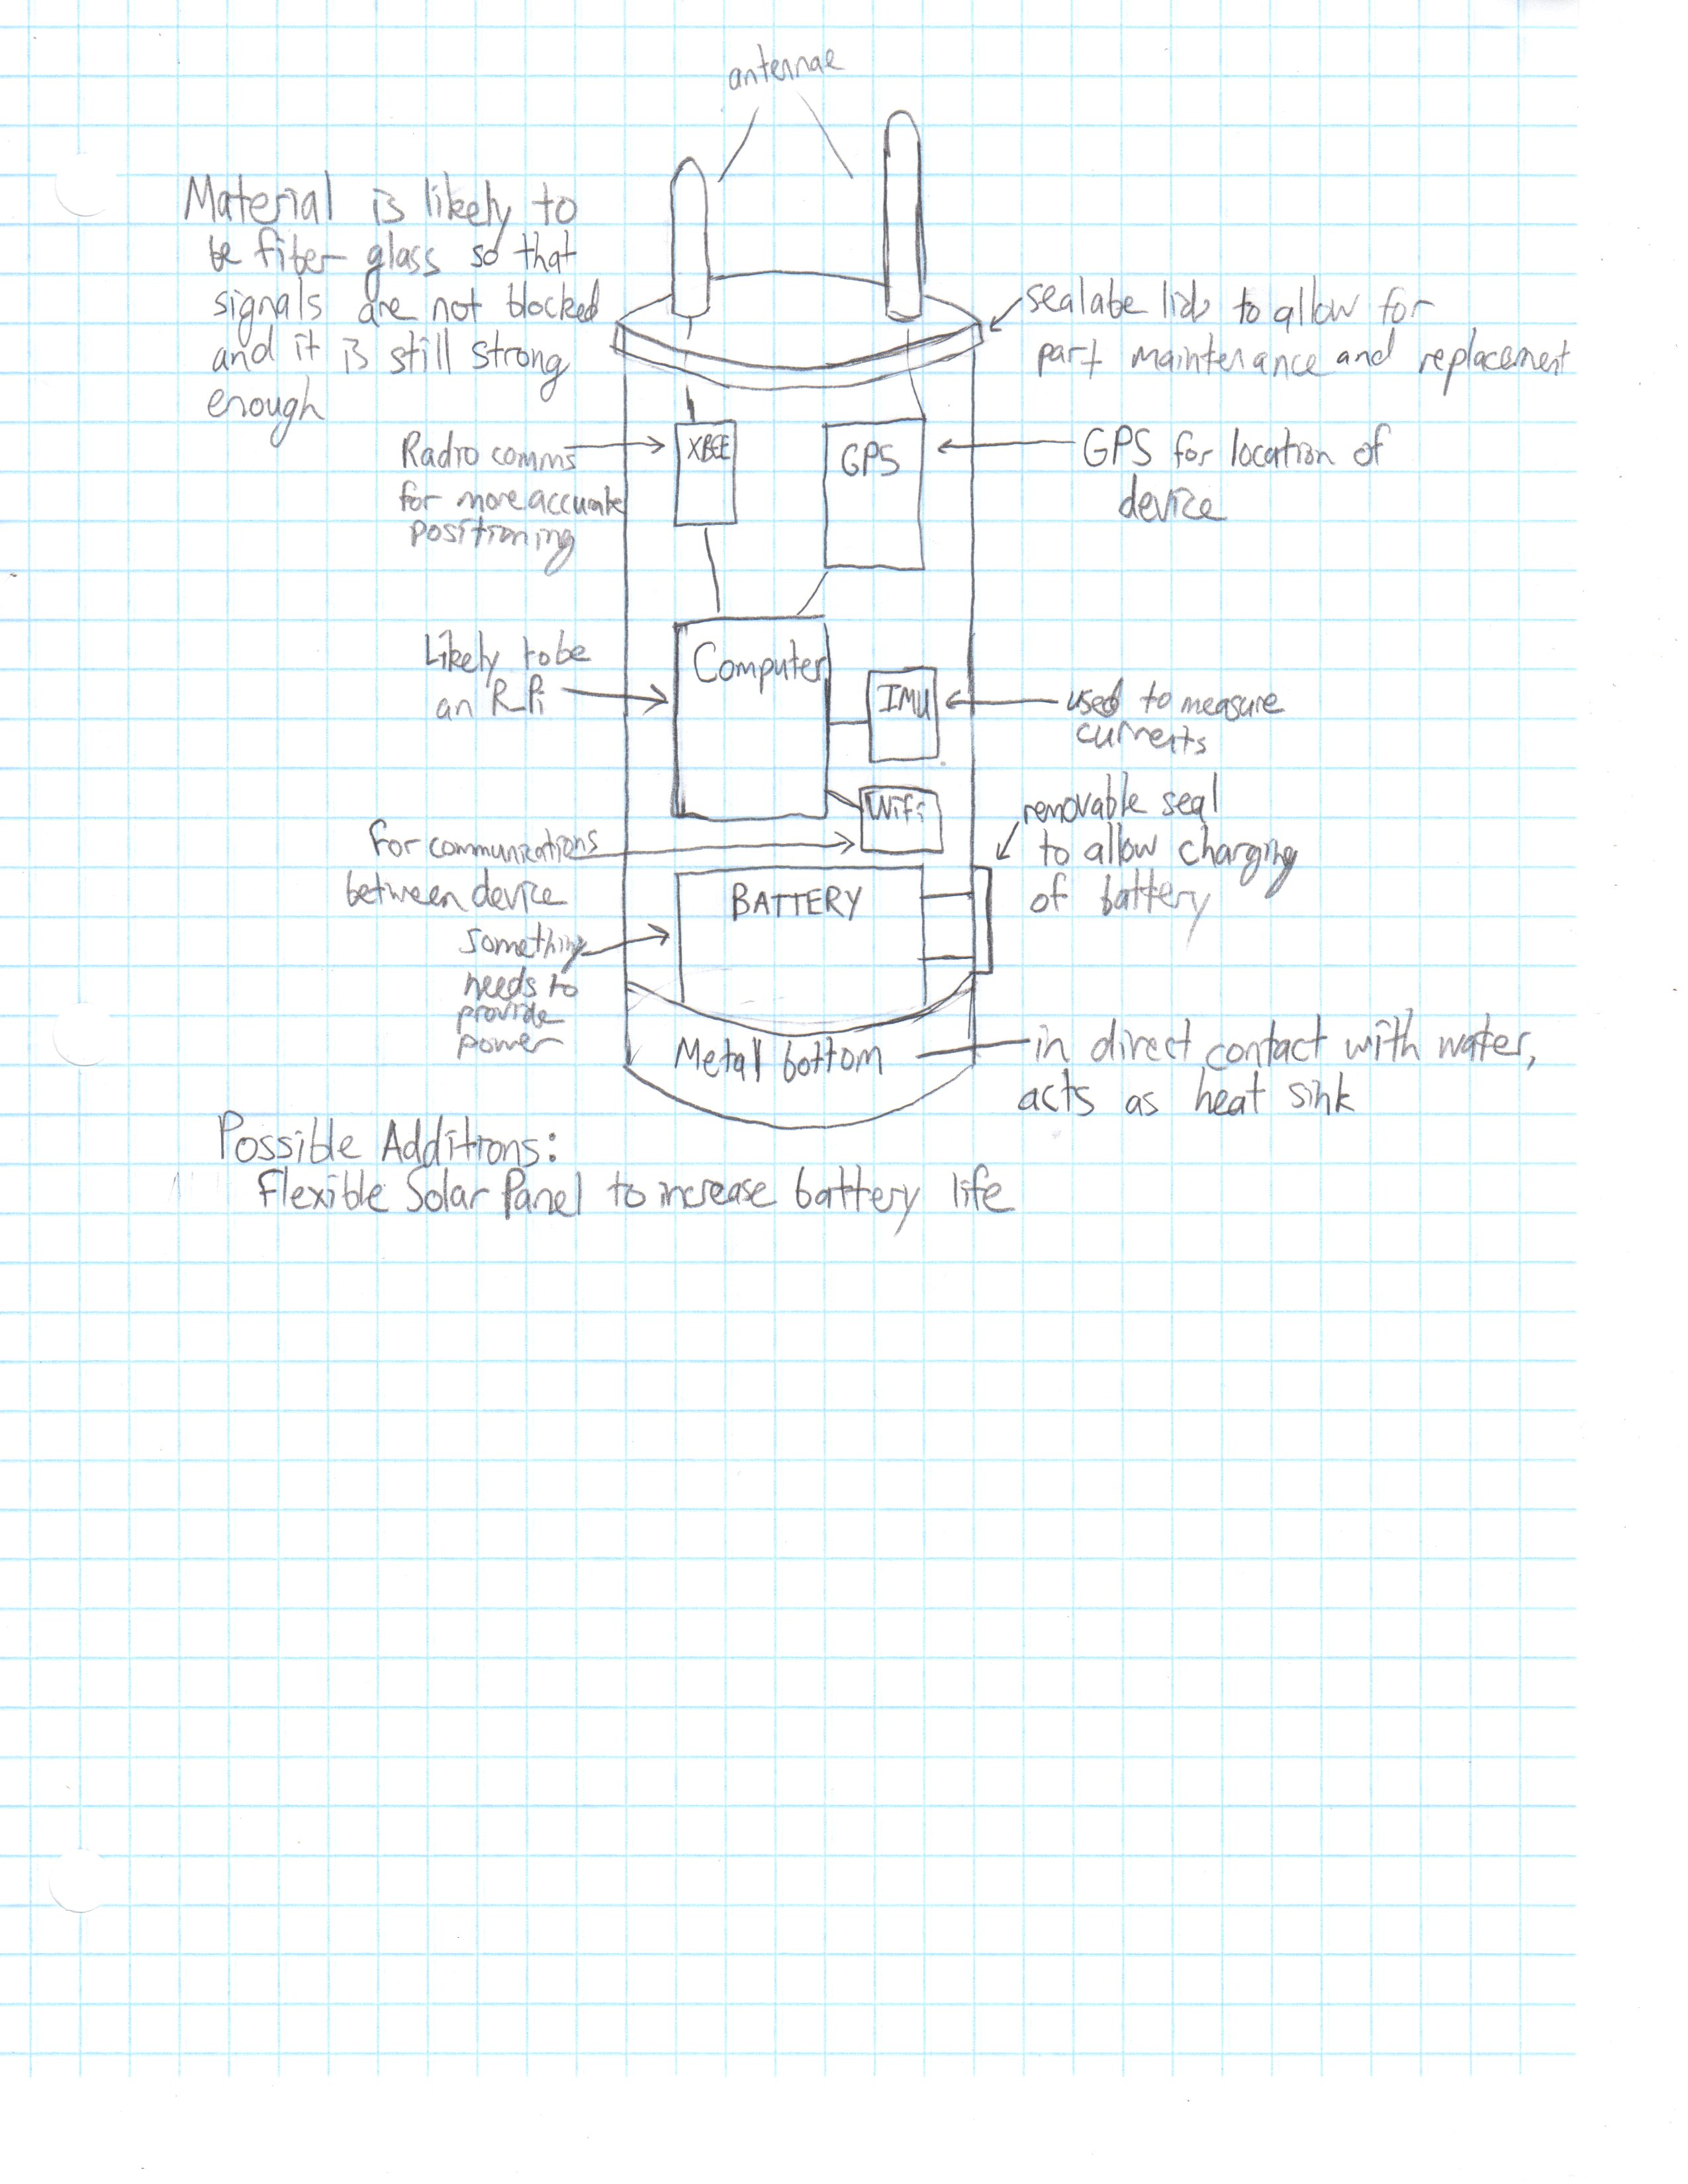 antennae
Material is likely to
be fiber glass so that
signals are not blocked
and it is still strong
enough
sealabe lid to allow for
part maintenance and replacement
Radio comms
for more accurate
positioning
XBEE
GPS
GPS for location of
device
Likely to be
an R_Pi
Computer
IMU
used to measure
currents
Wifi
for communications
between device
removable seal
to allow charging
of battery
BATTERY
something
needs to
provide
power
Metal bottom
in direct contact with water,
acts as heat sink
Possible Additions:
Flexible Solar Panel to increase battery life